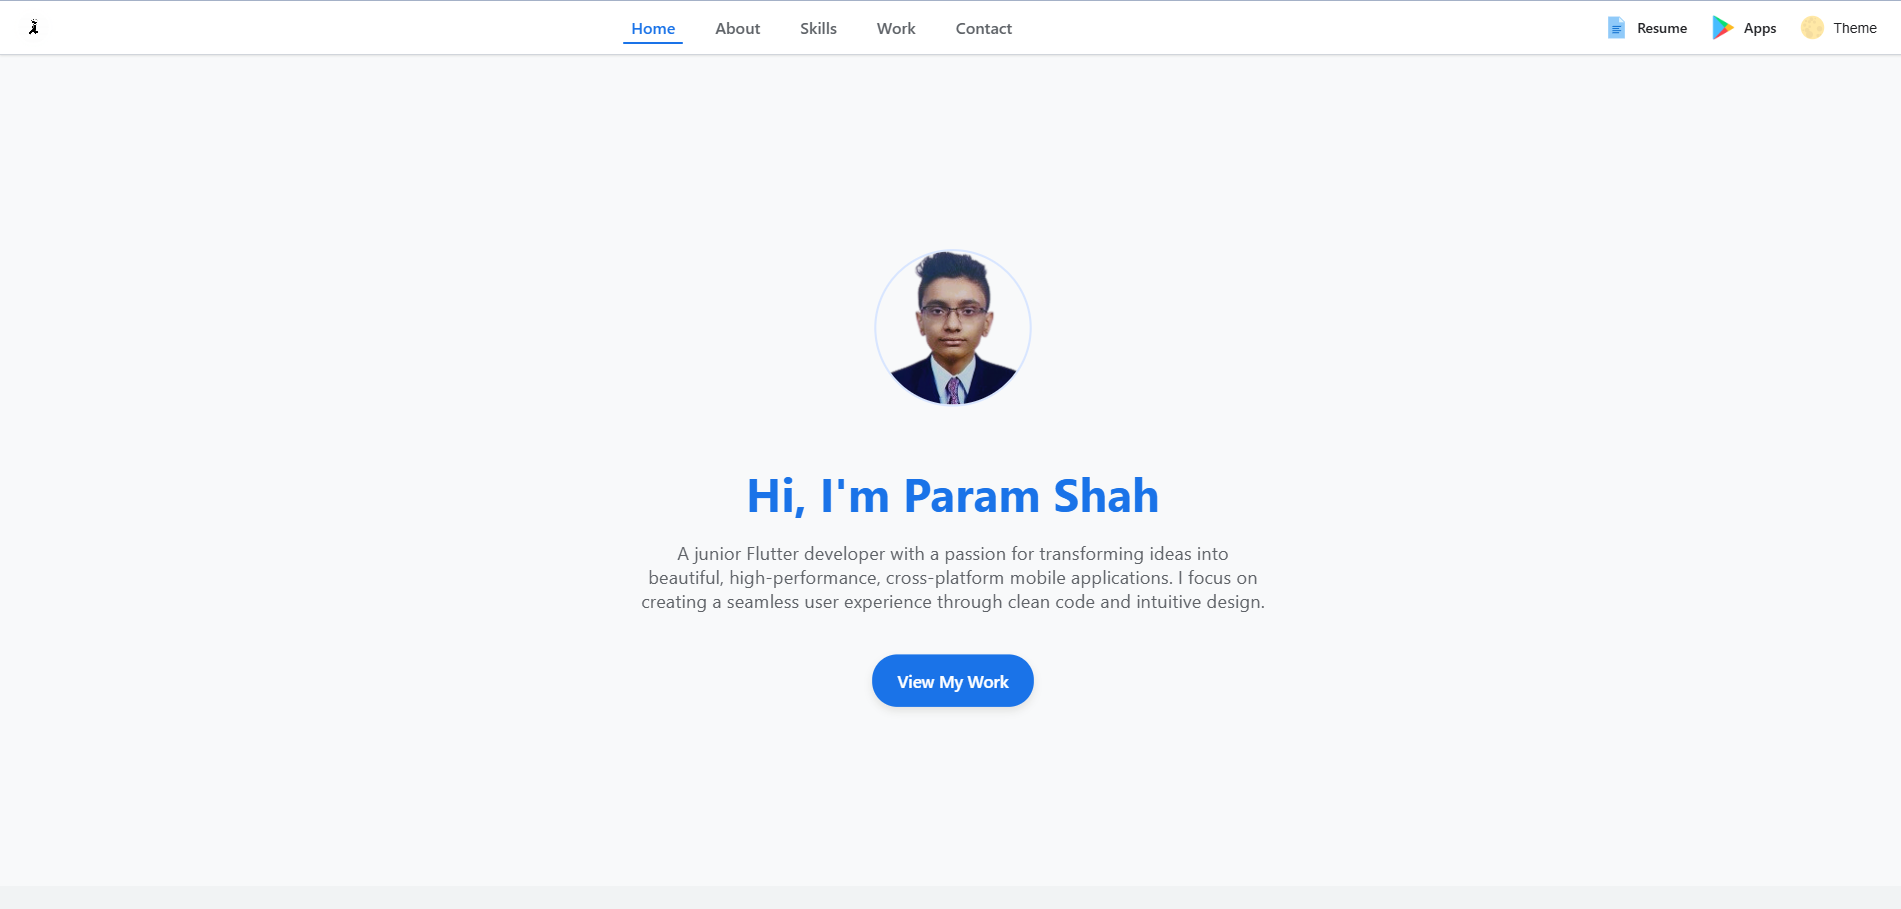 Home
About
Skills
Work
Contact
Resume
Apps
Theme
Hi, I'm Param Shah
A junior Flutter developer with a passion for transforming ideas into
beautiful, high-performance, cross-platform mobile applications. I focus on
creating a seamless user experience through clean code and intuitive design.
View My Work